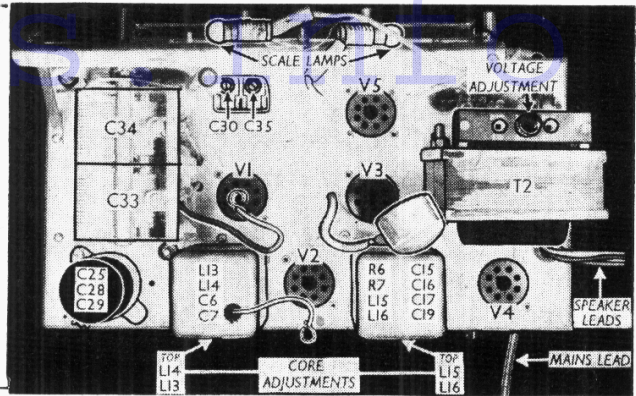 SCALE LAMPS
VOLTAGE
ADJUSTMENT
V5
C34
C30 C35
C33
V1
V3
T2
V2
L13
L14
C6
C7
R6 C15
R7 C16
L15 C17
L16 C19
C25
C28
C29
V4
SPEAKER
LEADS
MAINS LEAD
TOP
L14
L13
CORE
ADJUSTMENTS
TOP
L15
L16